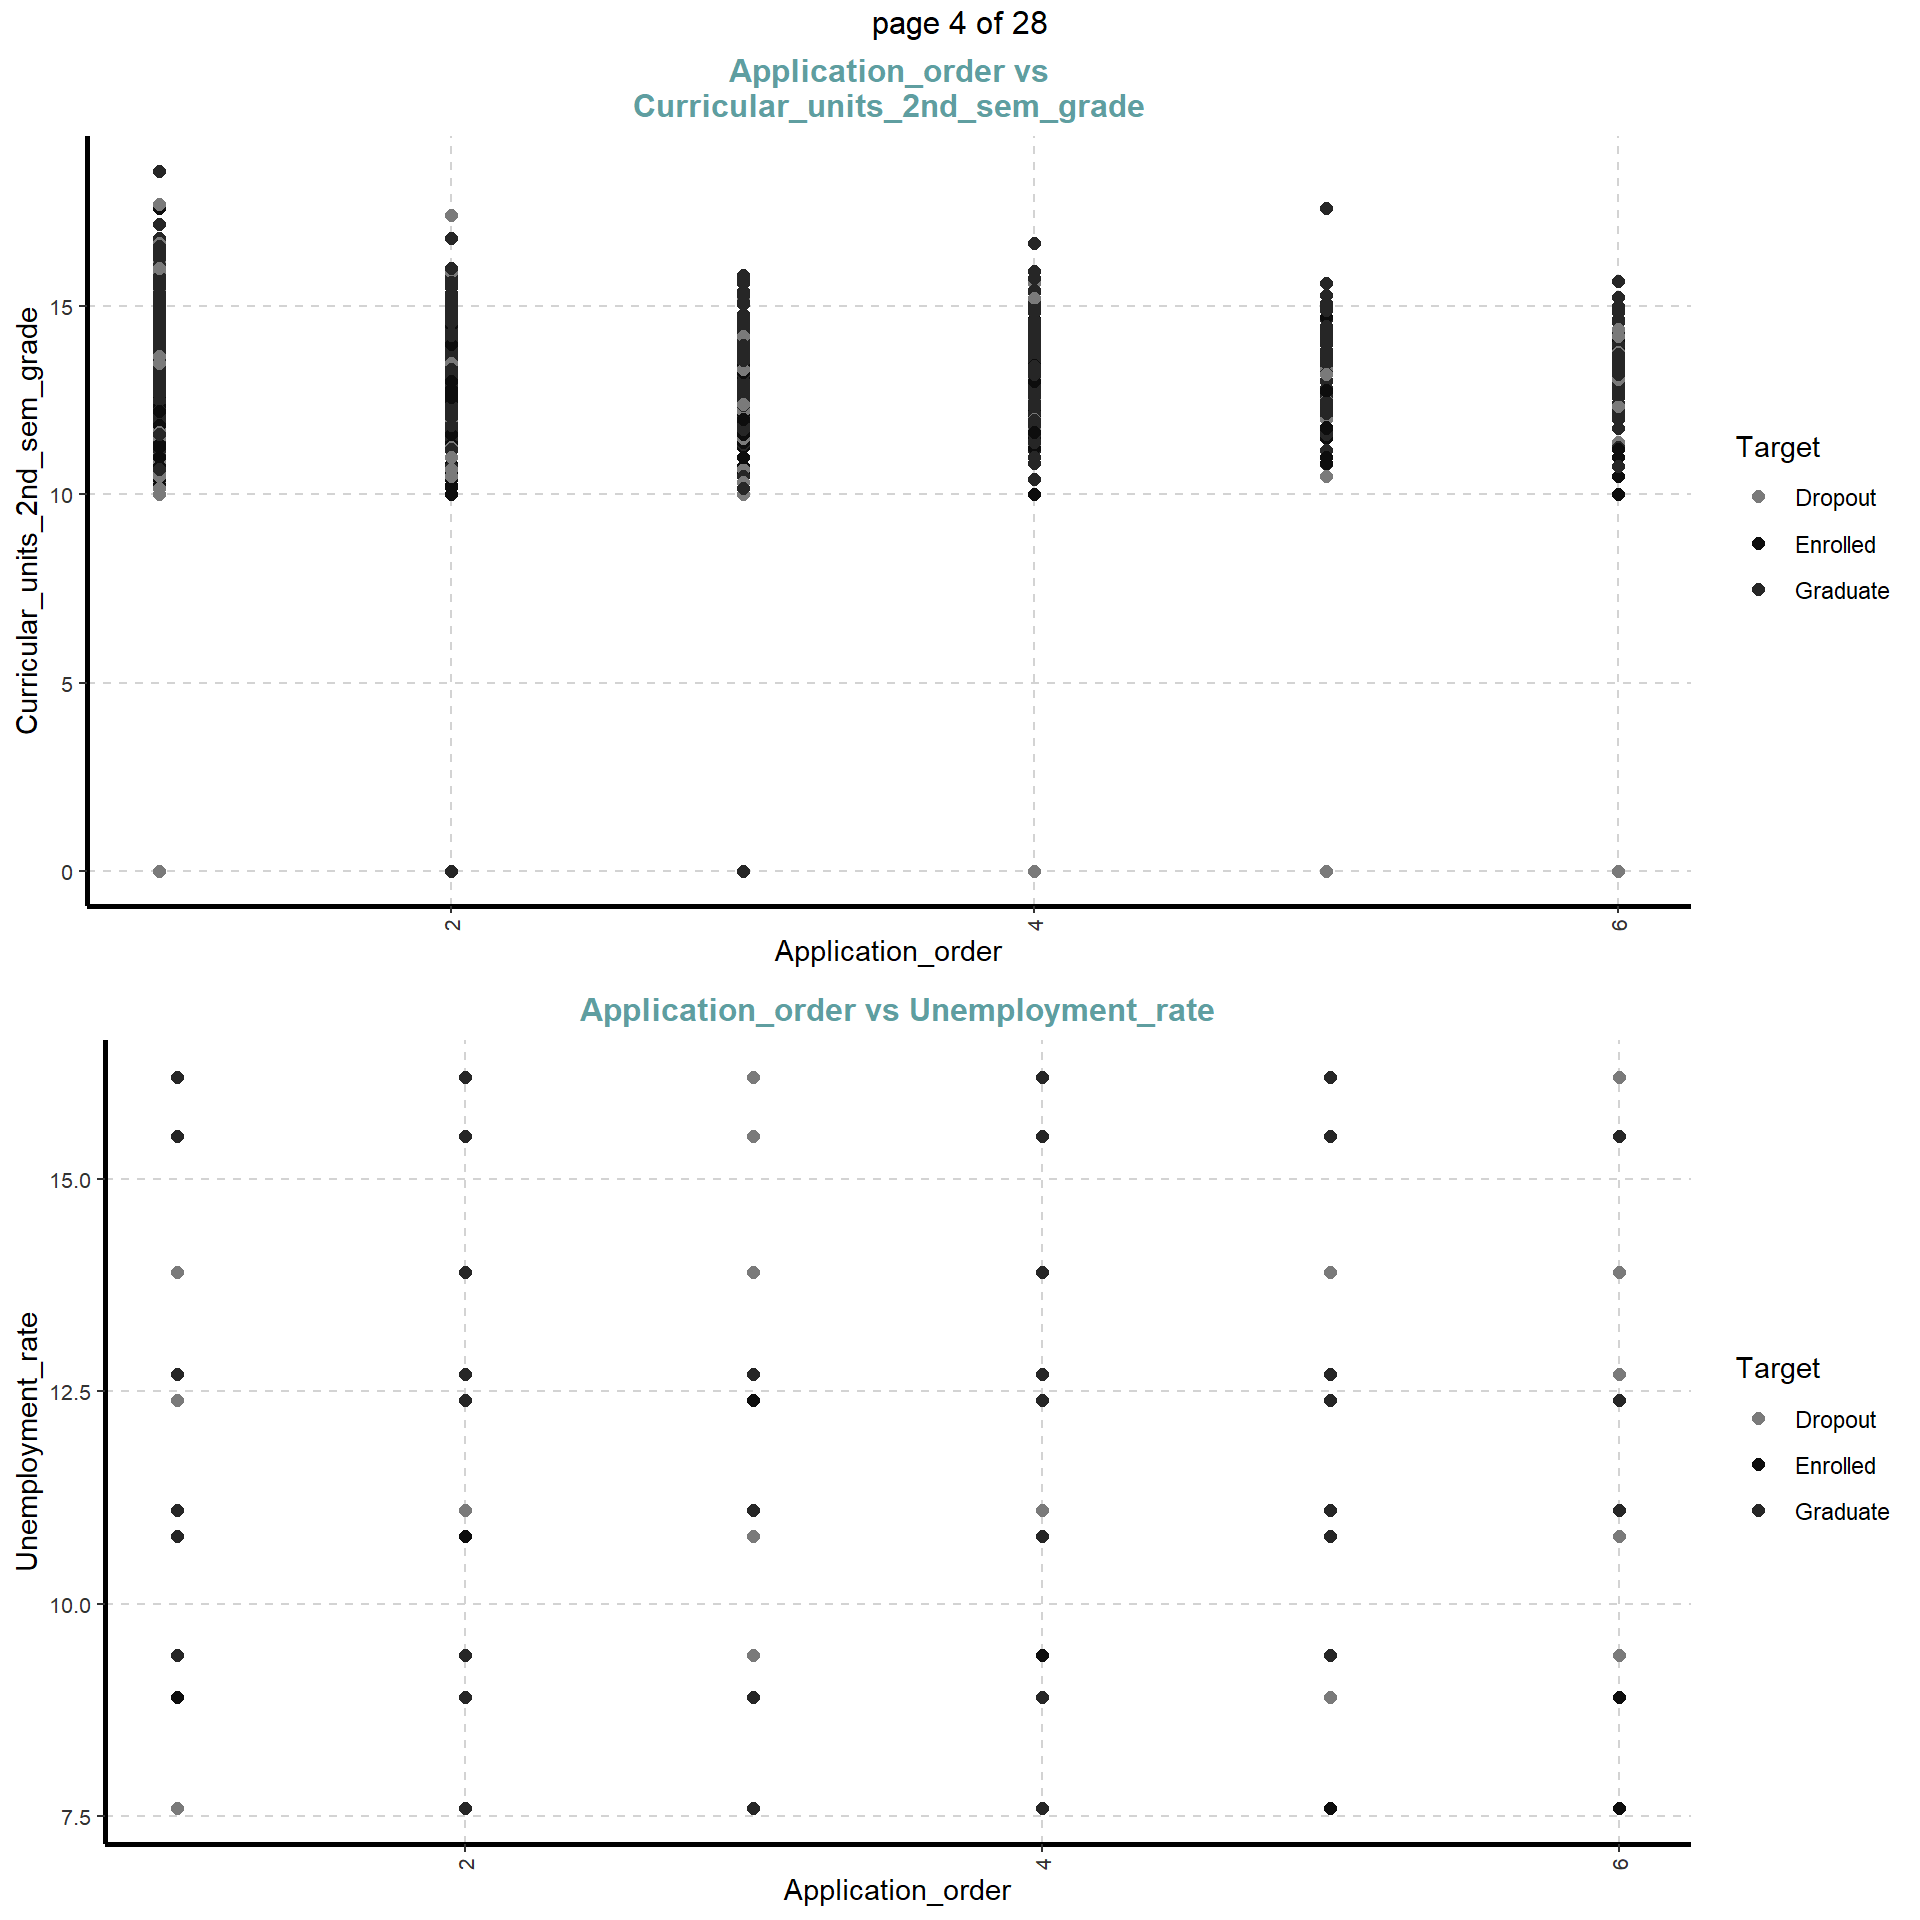 page 4 of 28
Application_order vs
Curricular_units_2nd_sem_grade
Curricular_units_2nd_sem_grade
15
10
5
0
2
4
6
Application_order
Target
Dropout
Enrolled
Graduate
Application_order vs Unemployment_rate
Unemployment_rate
15.0
12.5
10.0
7.5
2
4
6
Application_order
Target
Dropout
Enrolled
Graduate